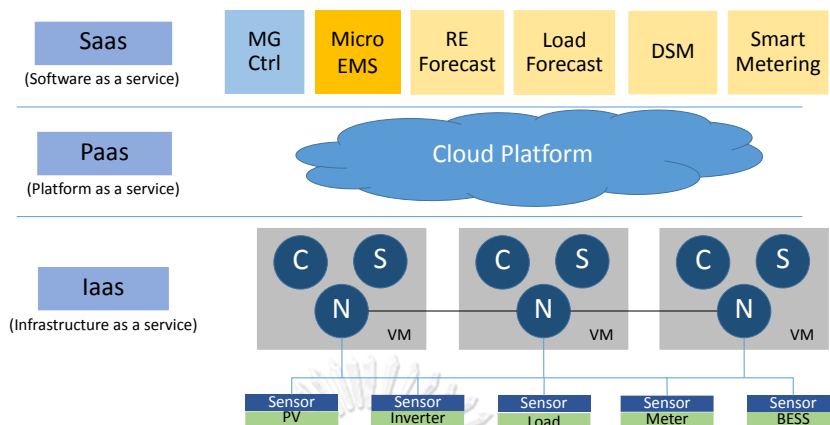 Saas
(Software as a service)
MG
Ctrl
Micro
EMS
RE
Forecast
Load
Forecast
DSM
Smart
Metering
Paas
(Platform as a service)
Cloud Platform
Iaas
(Infrastructure as a service)
C
S
N
VM
C
S
N
VM
C
S
N
VM
Sensor
PV
Sensor
Inverter
Sensor
Load
Sensor
Meter
Sensor
BESS